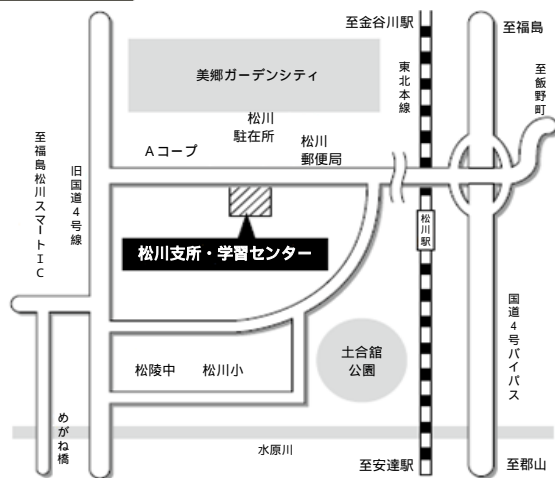 至金谷川駅
至福島
美郷ガーデンシティ
東北本線
至飯野町
松川
駐在所
松川
郵便局
Aコープ
至福島松川スマートIC
旧国道4号線
松川駅
松川支所・学習センター
国道4号バイパス
土合舘
公園
松陵中
松川小
めがね橋
水原川
至安達駅
至郡山